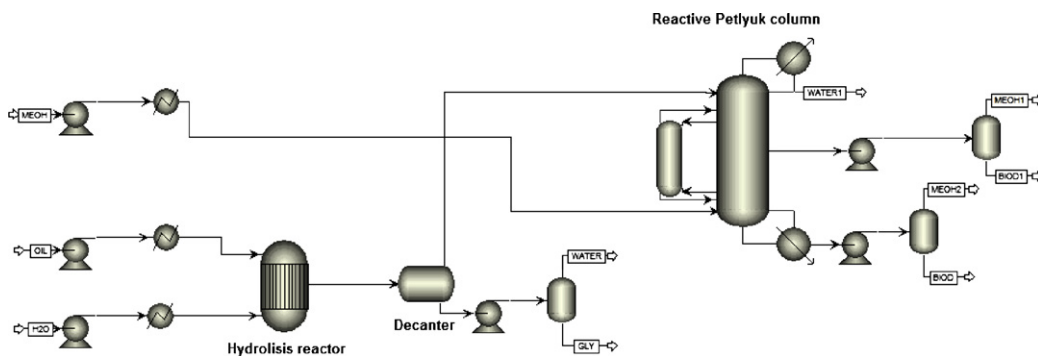 Reactive Petlyuk column
MEOH
WATER1
MEOH1
BIOD1
MEOH2
OIL
WATER
BIOD
Decanter
H2O
Hydrolisis reactor
GLY